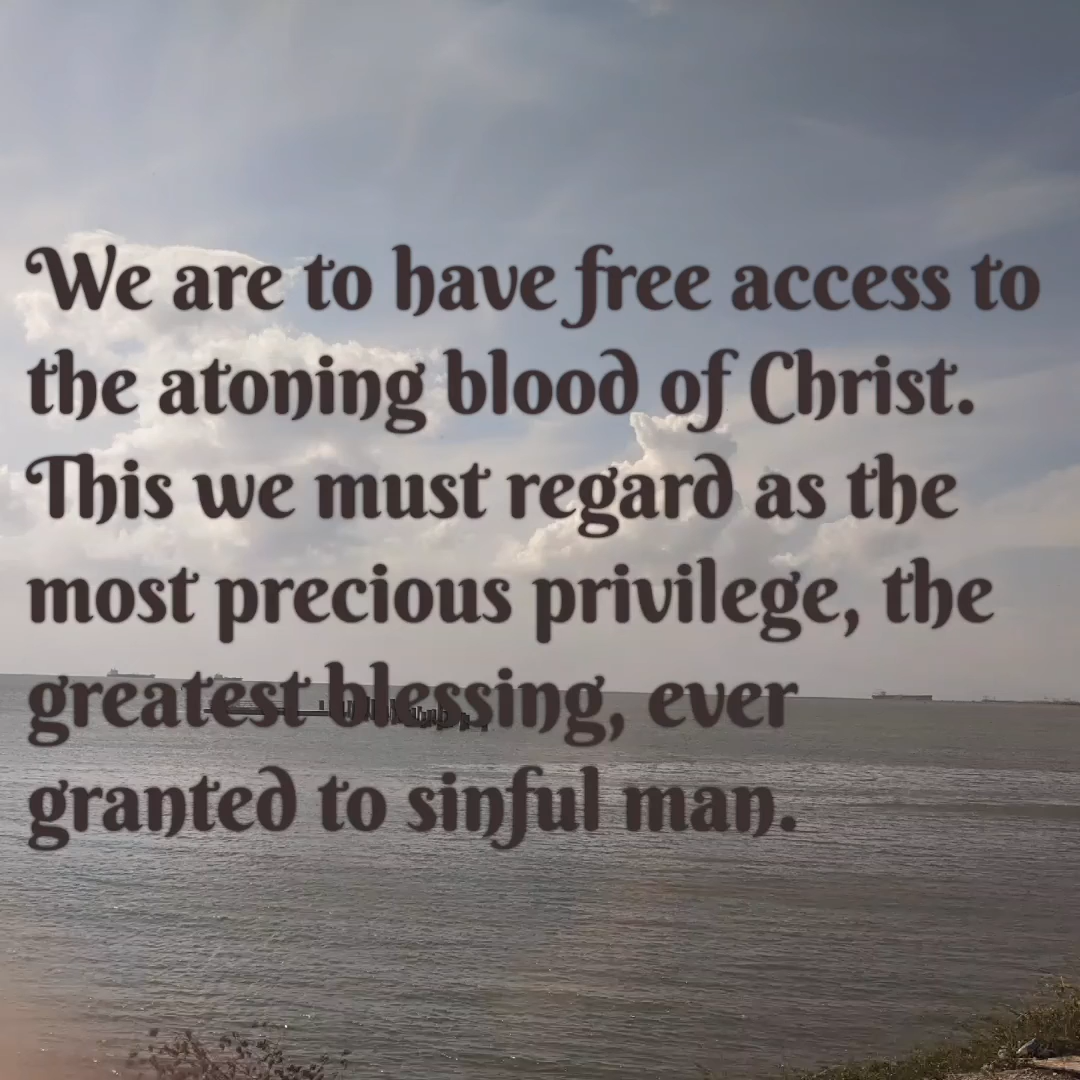 We are to have free access to
the atoning blood of Christ.
This we must regard as the
most precious privilege, the
greatest blessing, ever
granted to sinful man.